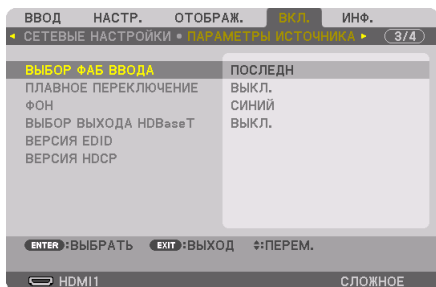 ВВОД НАСТР. ОТОБРАЖ. ВКЛ. ИНФ.
СЕТЕВЫЕ НАСТРОЙКИ • ПАРАМЕТРЫ ИСТОЧНИКА 3/4
ВЫБОР ФАБ ВВОДА ПОСЛЕДН
ПЛАВНОЕ ПЕРЕКЛЮЧЕНИЕ ВЫКЛ.
ФОН СИНИЙ
ВЫБОР ВЫХОДА HDBaseT ВЫКЛ.
ВЕРСИЯ EDID
ВЕРСИЯ HDCP
ENTER:ВЫБРАТЬ EXIT:ВЫХОД :ПЕРЕМ.
HDMI1 СЛОЖНОЕ